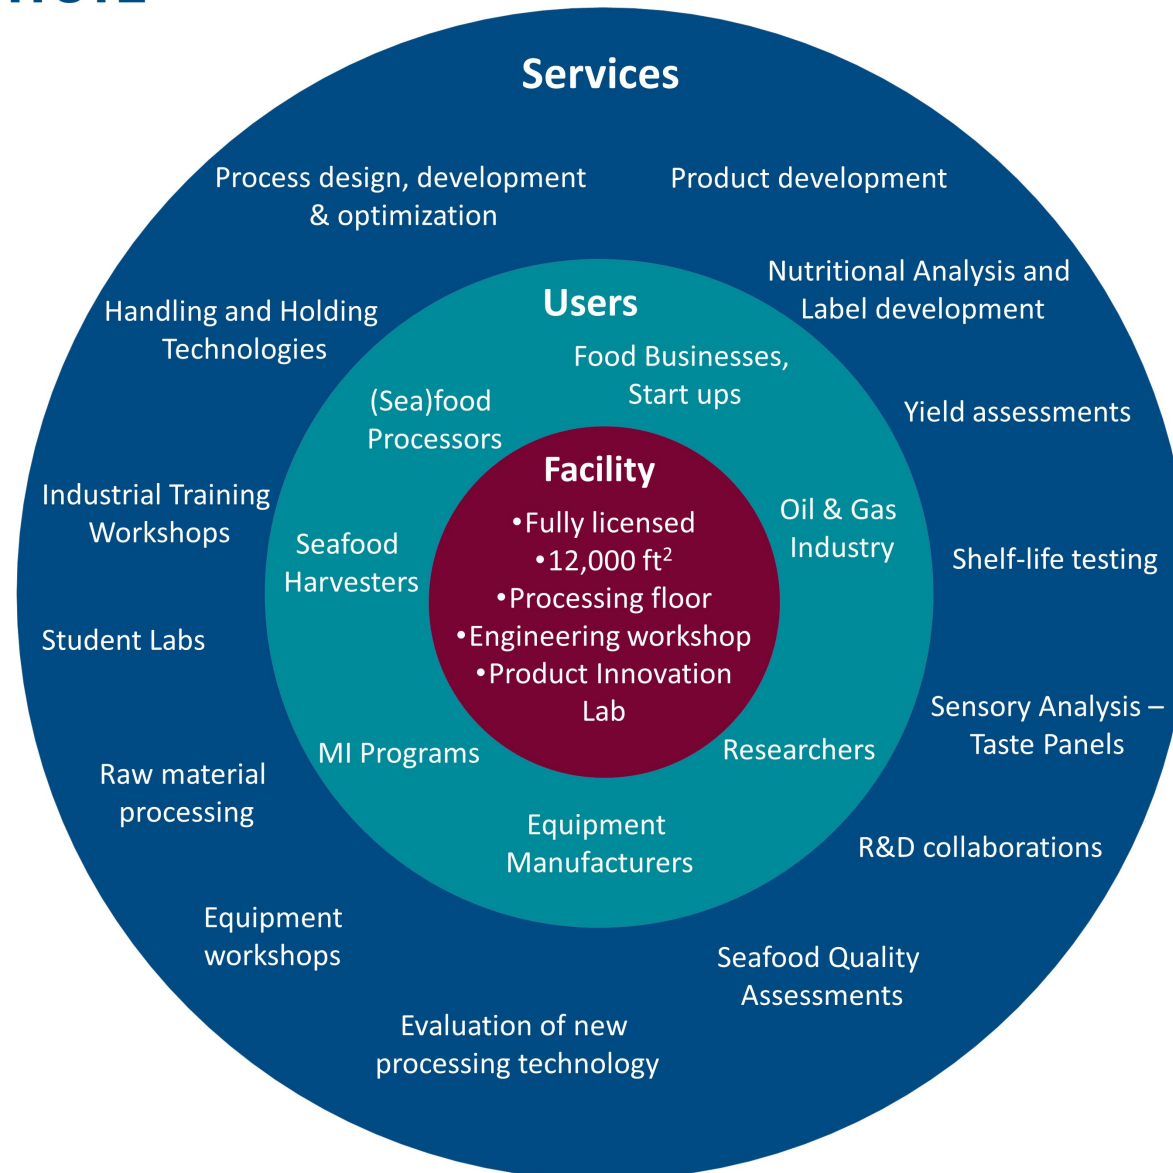 Services
Process design, development
& optimization
Product development
Nutritional Analysis and
Label development
Handling and Holding
Technologies
Yield assessments
Industrial Training
Workshops
Shelf-life testing
Student Labs
Sensory Analysis –
Taste Panels
Raw material
processing
R&D collaborations
Equipment
workshops
Seafood Quality
Assessments
Evaluation of new
processing technology
Users
Food Businesses,
Start ups
(Sea)food
Processors
Oil & Gas
Industry
Seafood
Harvesters
MI Programs
Researchers
Equipment
Manufacturers
Facility
•Fully licensed
•12,000 ft²
•Processing floor
•Engineering workshop
•Product Innovation
Lab